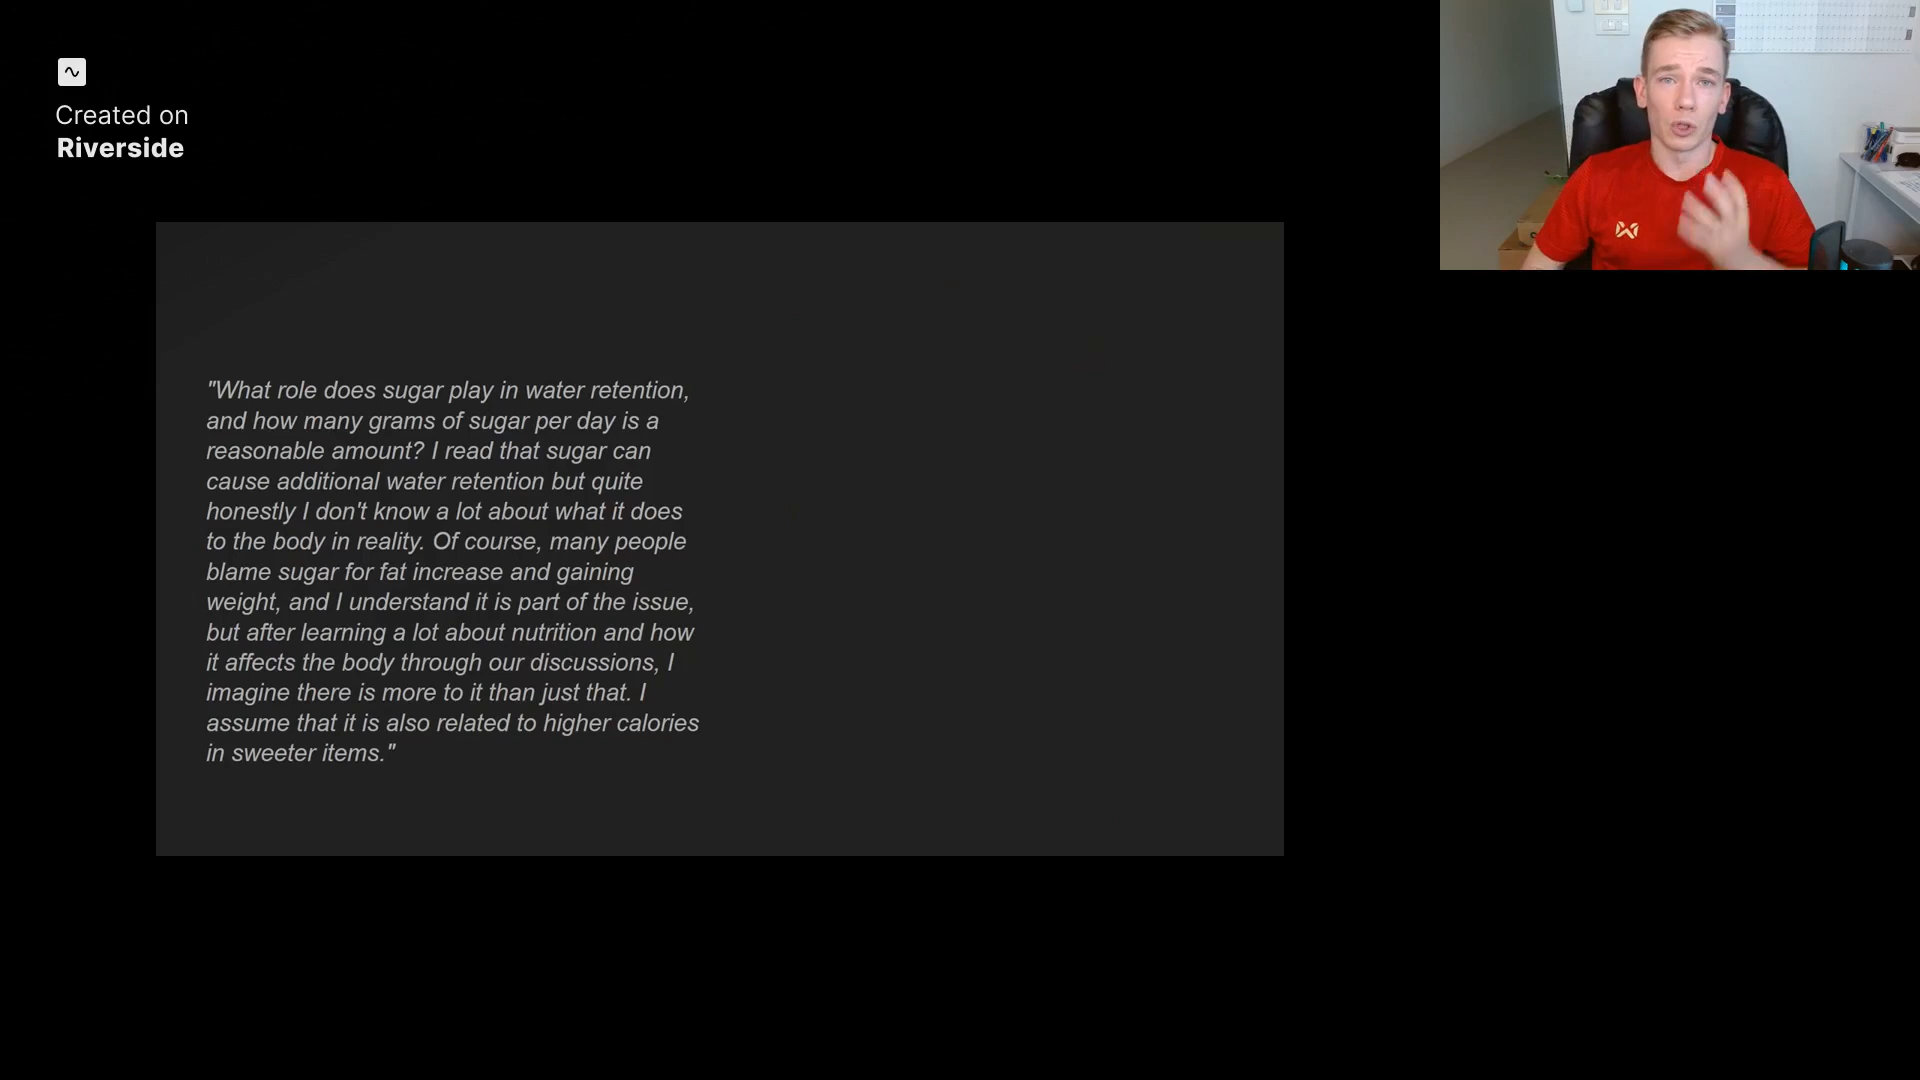 Created on
Riverside
"What role does sugar play in water retention,
and how many grams of sugar per day is a
reasonable amount? I read that sugar can
cause additional water retention but quite
honestly I don't know a lot about what it does
to the body in reality. Of course, many people
blame sugar for fat increase and gaining
weight, and I understand it is part of the issue,
but after learning a lot about nutrition and how
it affects the body through our discussions, I
imagine there is more to it than just that. I
assume that it is also related to higher calories
in sweeter items."